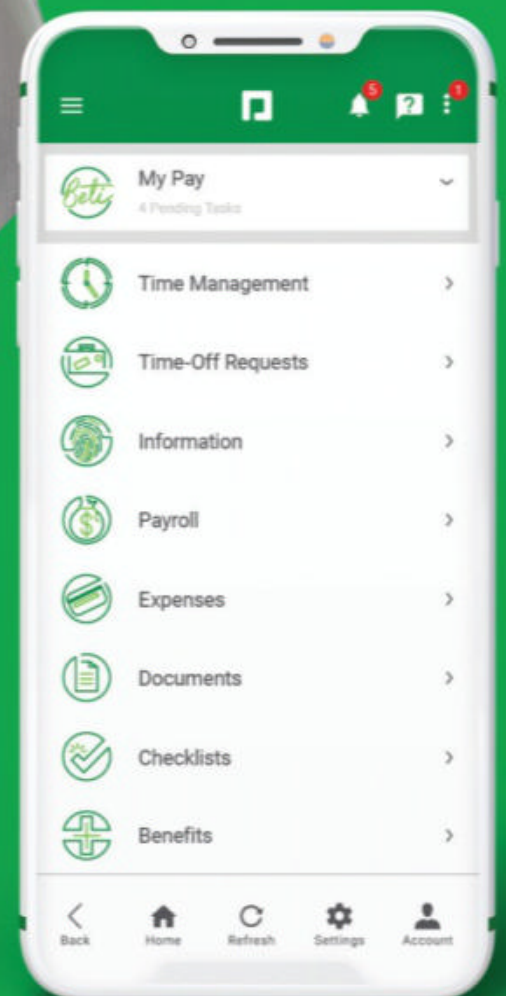 5
?
1
Beti
My Pay
4 Pending Tasks
Time Management
Time-Off Requests
Information
Payroll
Expenses
Documents
Checklists
Benefits
Back Home Refresh Settings Account